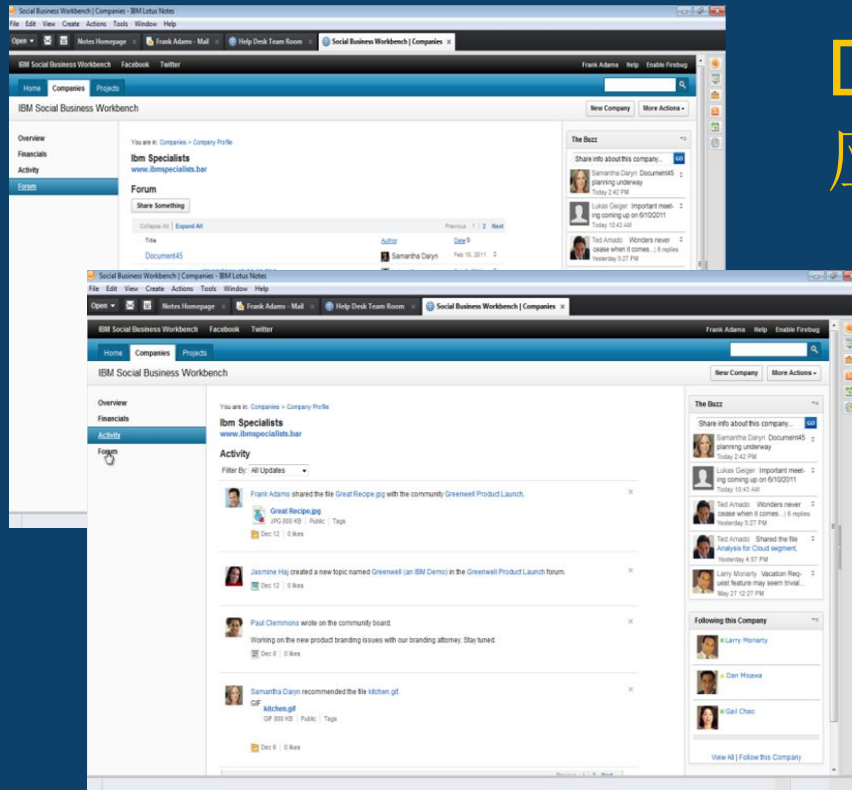 Social Business Workbench | Companies - IBM Lotus Notes
File Edit View Create Actions Tools Window Help
Open Notes Homepage Frank Adams - Mail Help Desk Team Room Social Business Workbench | Companies
IBM Social Business Workbench Facebook Twitter Frank Adams Help Enable Firebug
Home Companies Projects
IBM Social Business Workbench New Company More Actions
Overview
Financials
Activity
Forum
You are in: Companies > Company Profile
Ibm Specialists
www.ibmspecialists.bar
Forum
Share Something
Collapse All | Expand All Previous 1 | 2 Next
Title Author Date
Document45 Samantha Daryn Feb 10, 2011
The Buzz
Share info about this company... GO
Samantha Daryn Document45
planning underway
Today 2:42 PM
Lukas Geiger Important meet-
ing coming up on 6/10/2011
Today 10:43 AM
Ted Amado Wonders never
cease when it comes...| 6 replies
Yesterday 5:27 PM
Social Business Workbench | Companies - IBM Lotus Notes
File Edit View Create Actions Tools Window Help
Open Notes Homepage Frank Adams - Mail Help Desk Team Room Social Business Workbench | Companies
IBM Social Business Workbench Facebook Twitter Frank Adams Help Enable Firebug
Home Companies Projects
IBM Social Business Workbench New Company More Actions
Overview
Financials
Activity
Forum
You are in: Companies > Company Profile
Ibm Specialists
www.ibmspecialists.bar
Activity
Filter By: All Updates
Frank Adams shared the file Great Recipe.jpg with the community Greenwell Product Launch.
Great Recipe.jpg
JPG 800 KB | Public | Tags
Dec 12 | 0 likes
Jasmine Haj created a new topic named Greenwell (an IBM Demo) in the Greenwell Product Launch forum.
Dec 12 | 0 likes
Paul Clemmons wrote on the community board.
Working on the new product branding issues with our branding attorney. Stay tuned.
Dec 8 | 0 likes
Samantha Daryn recommended the file kitchen.gif.
GIF
kitchen.gif
GIF 800 KB | Public | Tags
Dec 6 | 0 likes
The Buzz
Share info about this company... GO
Samantha Daryn Document45
planning underway
Today 2:42 PM
Lukas Geiger Important meet-
ing coming up on 6/10/2011
Today 10:43 AM
Ted Amado Wonders never
cease when it comes...| 6 replies
Yesterday 5:27 PM
Ted Amado Shared the file
Analysis for Cloud segment.
Yesterday 4:57 PM
Larry Moriarty Vacation Req-
uest feature may seem trivial...
May 27 12:27 PM
Following this Company
Larry Moriarty
Dan Misawa
Gail Chao
View All | Follow this Company